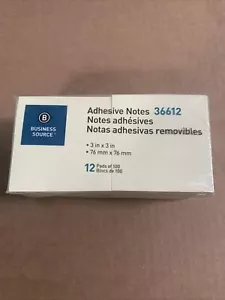 B
BUSINESS
SOURCE
Adhesive Notes 36612
Notes adhésives
Notas adhesivas removibles
• 3 in x 3 in
• 76 mm x 76 mm
12 Pads of 100
Blocs de 100